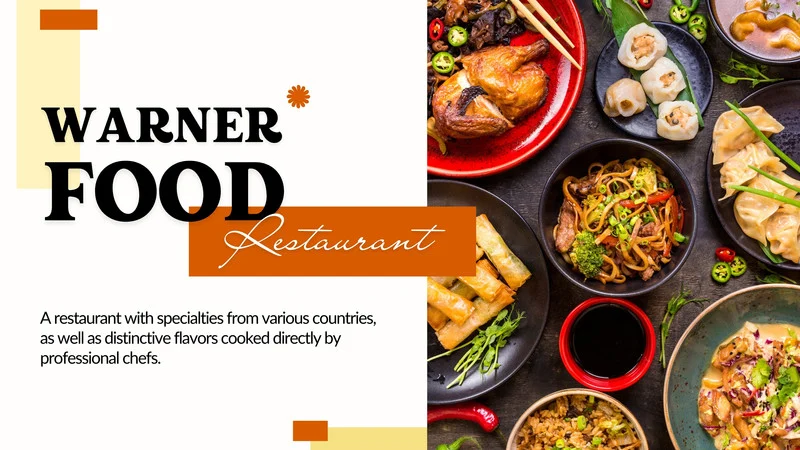 WARNER
FOOD
Restaurant
A restaurant with specialties from various countries,
as well as distinctive flavors cooked directly by
professional chefs.